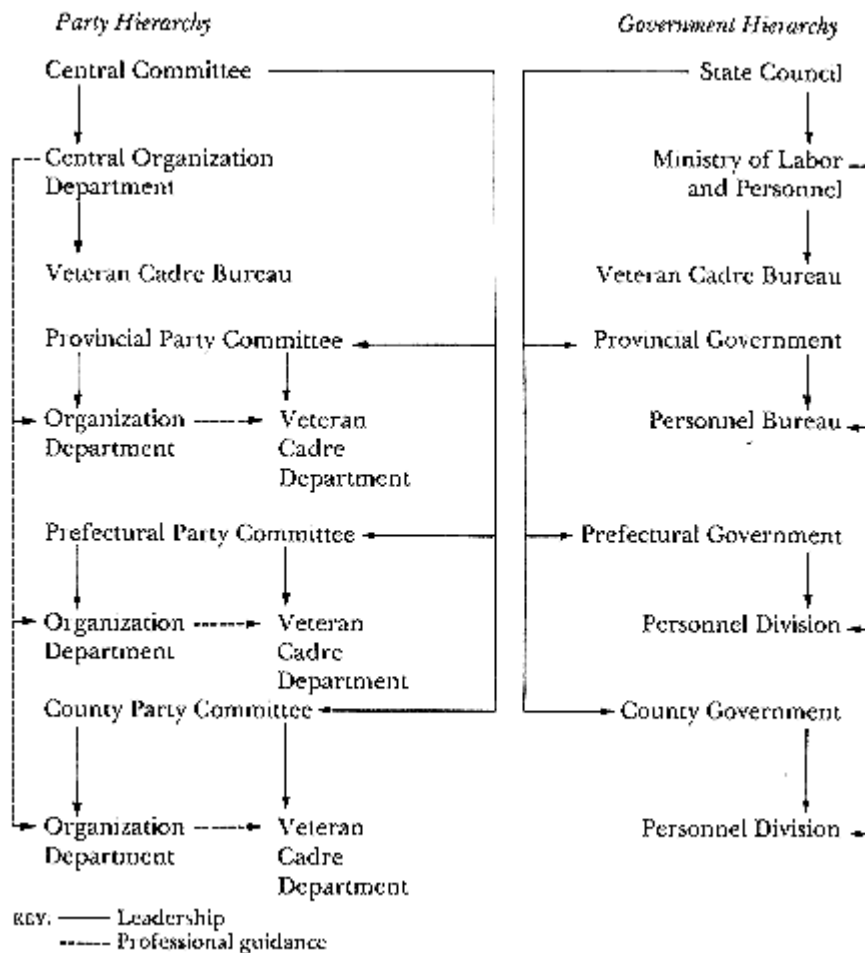 Party Hierarchy
Government Hierarchy
Central Committee
State Council
Central Organization
Department
Ministry of Labor
and Personnel
Veteran Cadre Bureau
Veteran Cadre Bureau
Provincial Party Committee
Provincial Government
Organization
Department
Veteran
Cadre
Department
Personnel Bureau
Prefectural Party Committee
Prefectural Government
Organization
Department
Veteran
Cadre
Department
Personnel Division
County Party Committee
County Government
Organization
Department
Veteran
Cadre
Department
Personnel Division
KEY: Leadership
Professional guidance